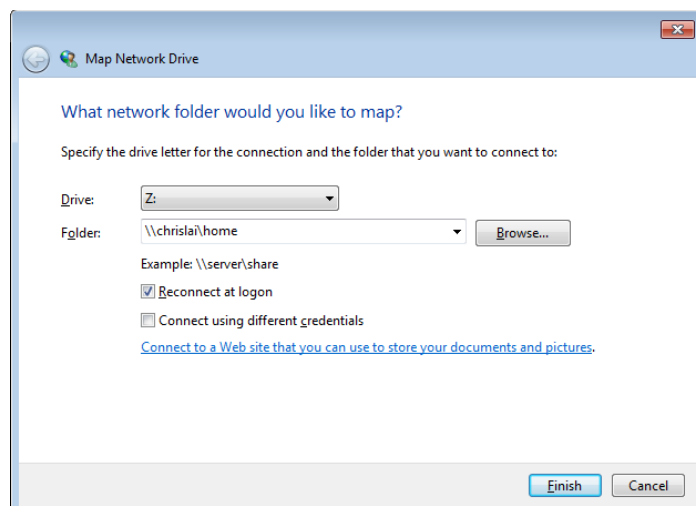 Map Network Drive
What network folder would you like to map?
Specify the drive letter for the connection and the folder that you want to connect to:
Drive: Z:
Folder: \\chrislai\home Browse...
Example: \\server\share
Reconnect at logon
Connect using different credentials
Connect to a Web site that you can use to store your documents and pictures.
Finish Cancel